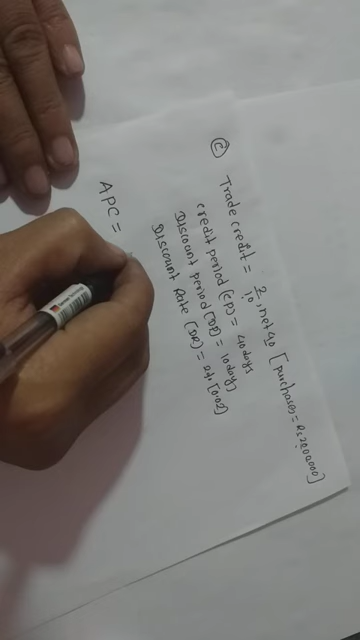 Ⓒ Trade credit = 2/10, net 40 [purchases = Rs 20,00,000]
credit period (CP) = 40 days
Discount period (DP) = 10 days
Discount Rate (DR) = 2% [0.02]
APC =